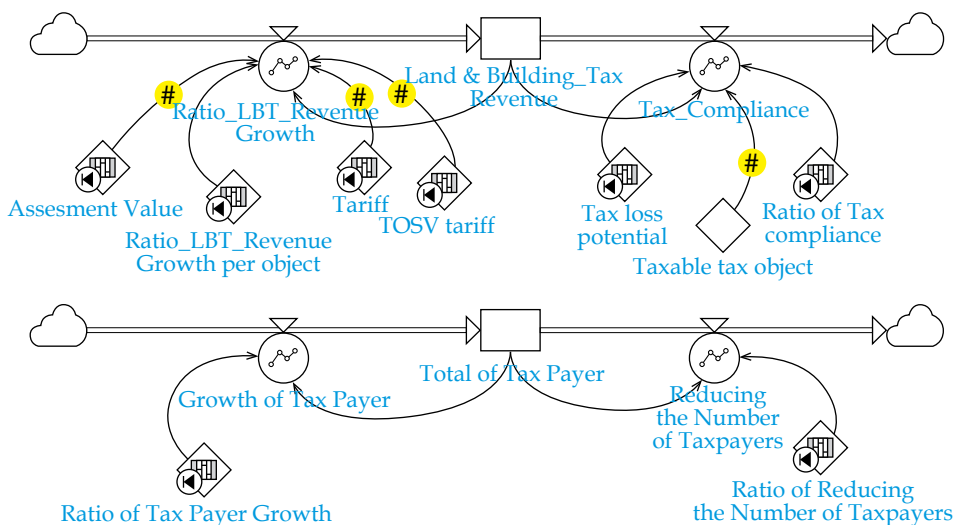 Land & Building_Tax
Revenue
Ratio_LBT_Revenue
Growth
Tax_Compliance
#
#
#
#
Assesment Value
Ratio_LBT_Revenue
Growth per object
Tariff
TOSV tariff
Tax loss
potential
Taxable tax object
Ratio of Tax
compliance
Growth of Tax Payer
Total of Tax Payer
Reducing
the Number
of Taxpayers
Ratio of Tax Payer Growth
Ratio of Reducing
the Number of Taxpayers